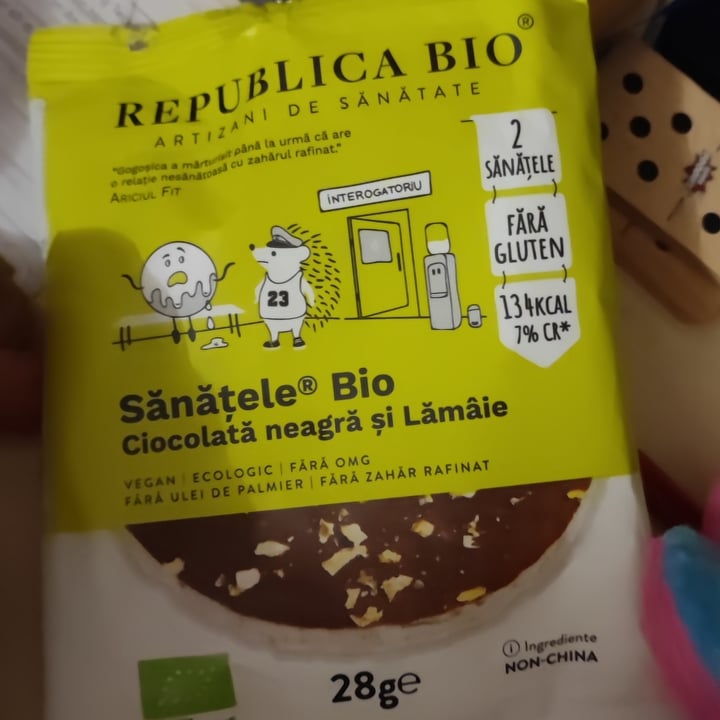 REPUBLICA BIO®
ARTIZANI DE SĂNĂTATE
"Gogoșica a mărturisit până la urmă că are
o relație nesănătoasă cu zahărul rafinat."
ARICIUL FIT
INTEROGATORIU
23
2
SĂNĂȚELE
FĂRĂ
GLUTEN
134KCAL
7% CR*
Sănățele® Bio
Ciocolată neagră și Lămâie
VEGAN | ECOLOGIC | FĂRĂ OMG
FĂRĂ ULEI DE PALMIER | FĂRĂ ZAHĂR RAFINAT
i Ingrediente
NON-CHINA
28g℮